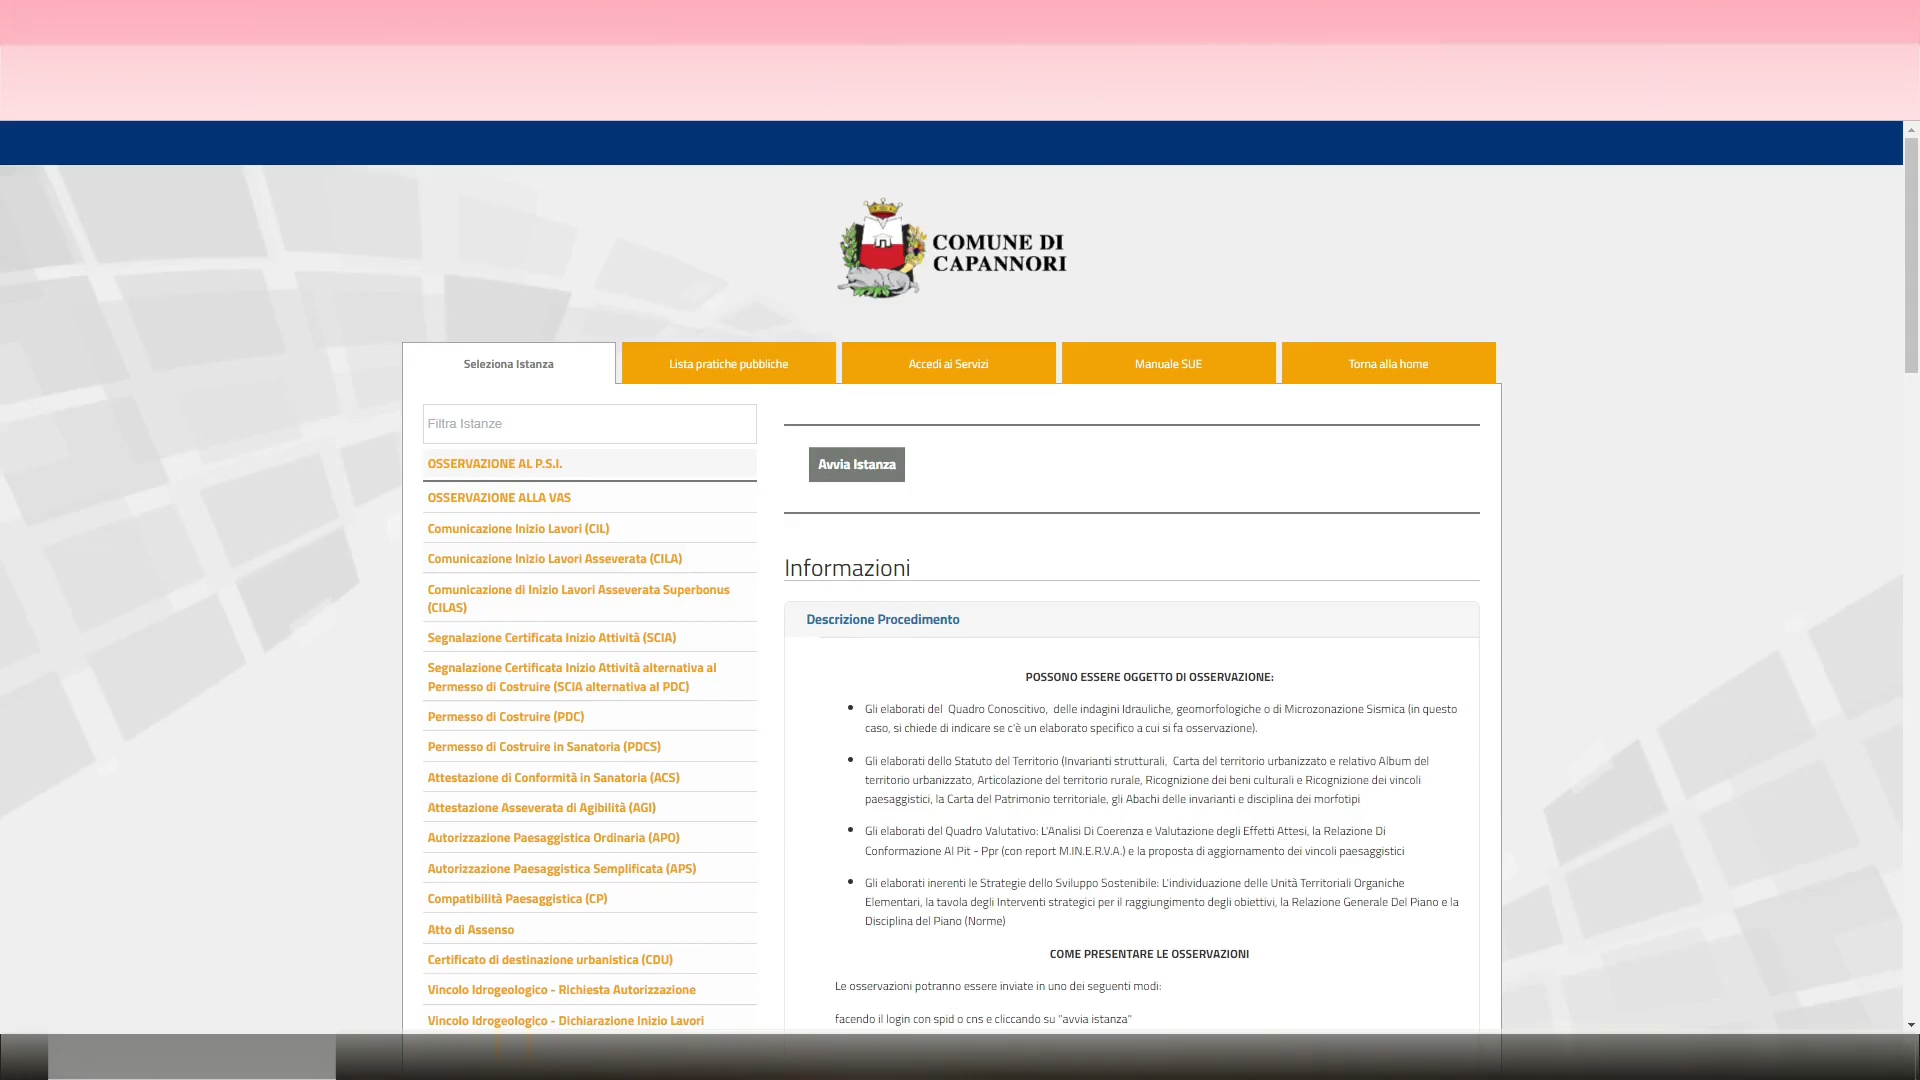 COMUNE DI
CAPANNORI
Seleziona Istanza
Lista pratiche pubbliche
Accedi ai Servizi
Manuale SUE
Torna alla home
Filtra Istanze
OSSERVAZIONE AL P.S.I.
OSSERVAZIONE ALLA VAS
Comunicazione Inizio Lavori (CIL)
Comunicazione Inizio Lavori Asseverata (CILA)
Comunicazione di Inizio Lavori Asseverata Superbonus
(CILAS)
Segnalazione Certificata Inizio Attività (SCIA)
Segnalazione Certificata Inizio Attività alternativa al
Permesso di Costruire (SCIA alternativa al PDC)
Permesso di Costruire (PDC)
Permesso di Costruire in Sanatoria (PDCS)
Attestazione di Conformità in Sanatoria (ACS)
Attestazione Asseverata di Agibilità (AGI)
Autorizzazione Paesaggistica Ordinaria (APO)
Autorizzazione Paesaggistica Semplificata (APS)
Compatibilità Paesaggistica (CP)
Atto di Assenso
Certificato di destinazione urbanistica (CDU)
Vincolo Idrogeologico - Richiesta Autorizzazione
Vincolo Idrogeologico - Dichiarazione Inizio Lavori
Avvia Istanza
Informazioni
Descrizione Procedimento
POSSONO ESSERE OGGETTO DI OSSERVAZIONE:
Gli elaborati del  Quadro Conoscitivo,  delle indagini Idrauliche, geomorfologiche o di Microzonazione Sismica (in questo
caso, si chiede di indicare se c'è un elaborato specifico a cui si fa osservazione).
Gli elaborati dello Statuto del Territorio (Invarianti strutturali,  Carta del territorio urbanizzato e relativo Album del
territorio urbanizzato, Articolazione del territorio rurale, Ricognizione dei beni culturali e Ricognizione dei vincoli
paesaggistici, la Carta del Patrimonio territoriale, gli Abachi delle invarianti e disciplina dei morfotipi
Gli elaborati del Quadro Valutativo: L'Analisi Di Coerenza e Valutazione degli Effetti Attesi, la Relazione Di
Conformazione Al Pit - Ppr (con report M.IN.E.R.V.A.) e la proposta di aggiornamento dei vincoli paesaggistici
Gli elaborati inerenti le Strategie dello Sviluppo Sostenibile: L'individuazione delle Unità Territoriali Organiche
Elementari, la tavola degli Interventi strategici per il raggiungimento degli obiettivi, la Relazione Generale Del Piano e la
Disciplina del Piano (Norme)
COME PRESENTARE LE OSSERVAZIONI
Le osservazioni potranno essere inviate in uno dei seguenti modi:
facendo il login con spid o cns e cliccando su "avvia istanza"